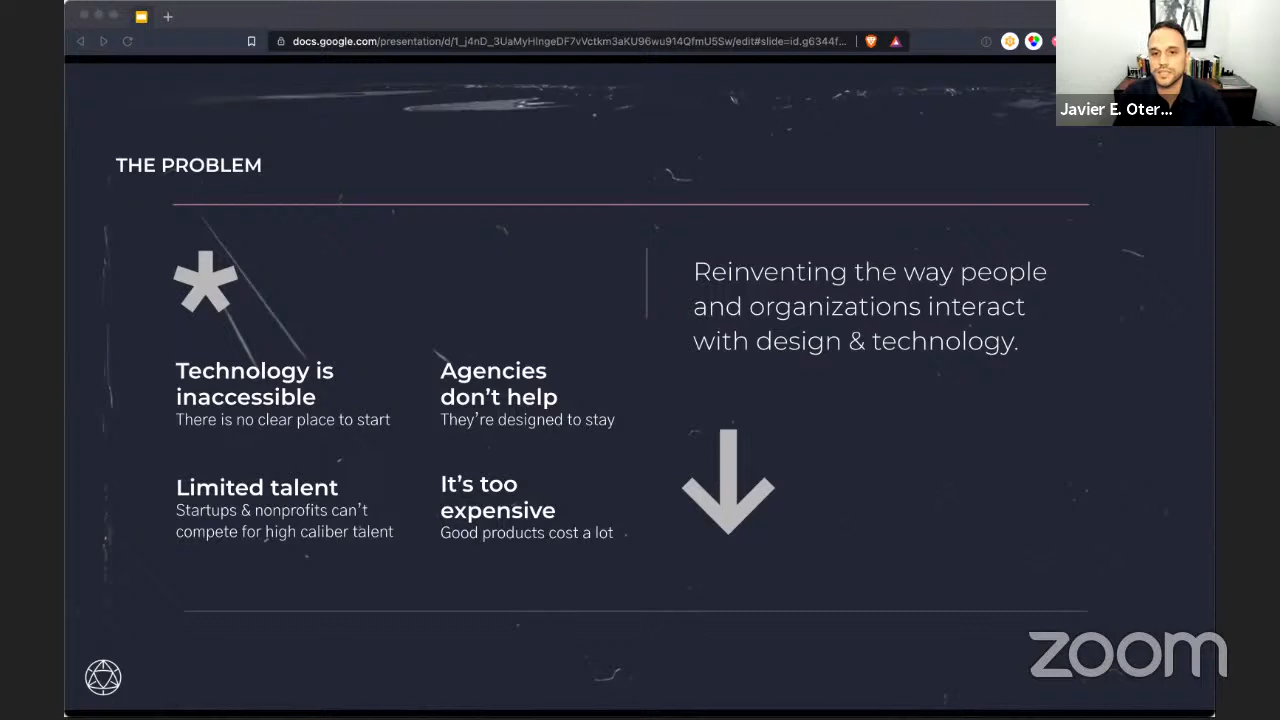 docs.google.com/presentation/d/1_j4nD_3UaMyHIngeDF7vVctkm3aKU96wu914QfmU5Sw/edit#slide=id.g6344f...
Javier E. Oter...
THE PROBLEM
Technology is
inaccessible
There is no clear place to start
Agencies
don't help
They're designed to stay
Limited talent
Startups & nonprofits can't
compete for high caliber talent
It's too
expensive
Good products cost a lot
Reinventing the way people
and organizations interact
with design & technology.
zoom